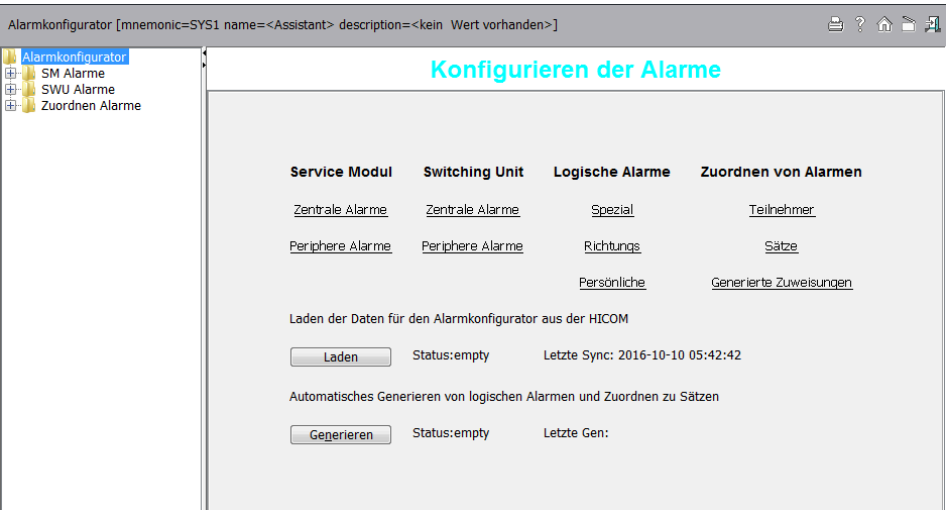 Alarmkonfigurator [mnemonic=SYS1 name=<Assistant> description=<kein Wert vorhanden>]
Alarmkonfigurator
SM Alarme
SWU Alarme
Zuordnen Alarme
Konfigurieren der Alarme
Service Modul Switching Unit Logische Alarme Zuordnen von Alarmen
Zentrale Alarme Zentrale Alarme Spezial Teilnehmer
Periphere Alarme Periphere Alarme Richtungs Sätze
Persönliche Generierte Zuweisungen
Laden der Daten für den Alarmkonfigurator aus der HICOM
Laden Status:empty Letzte Sync: 2016-10-10 05:42:42
Automatisches Generieren von logischen Alarmen und Zuordnen zu Sätzen
Generieren Status:empty Letzte Gen: